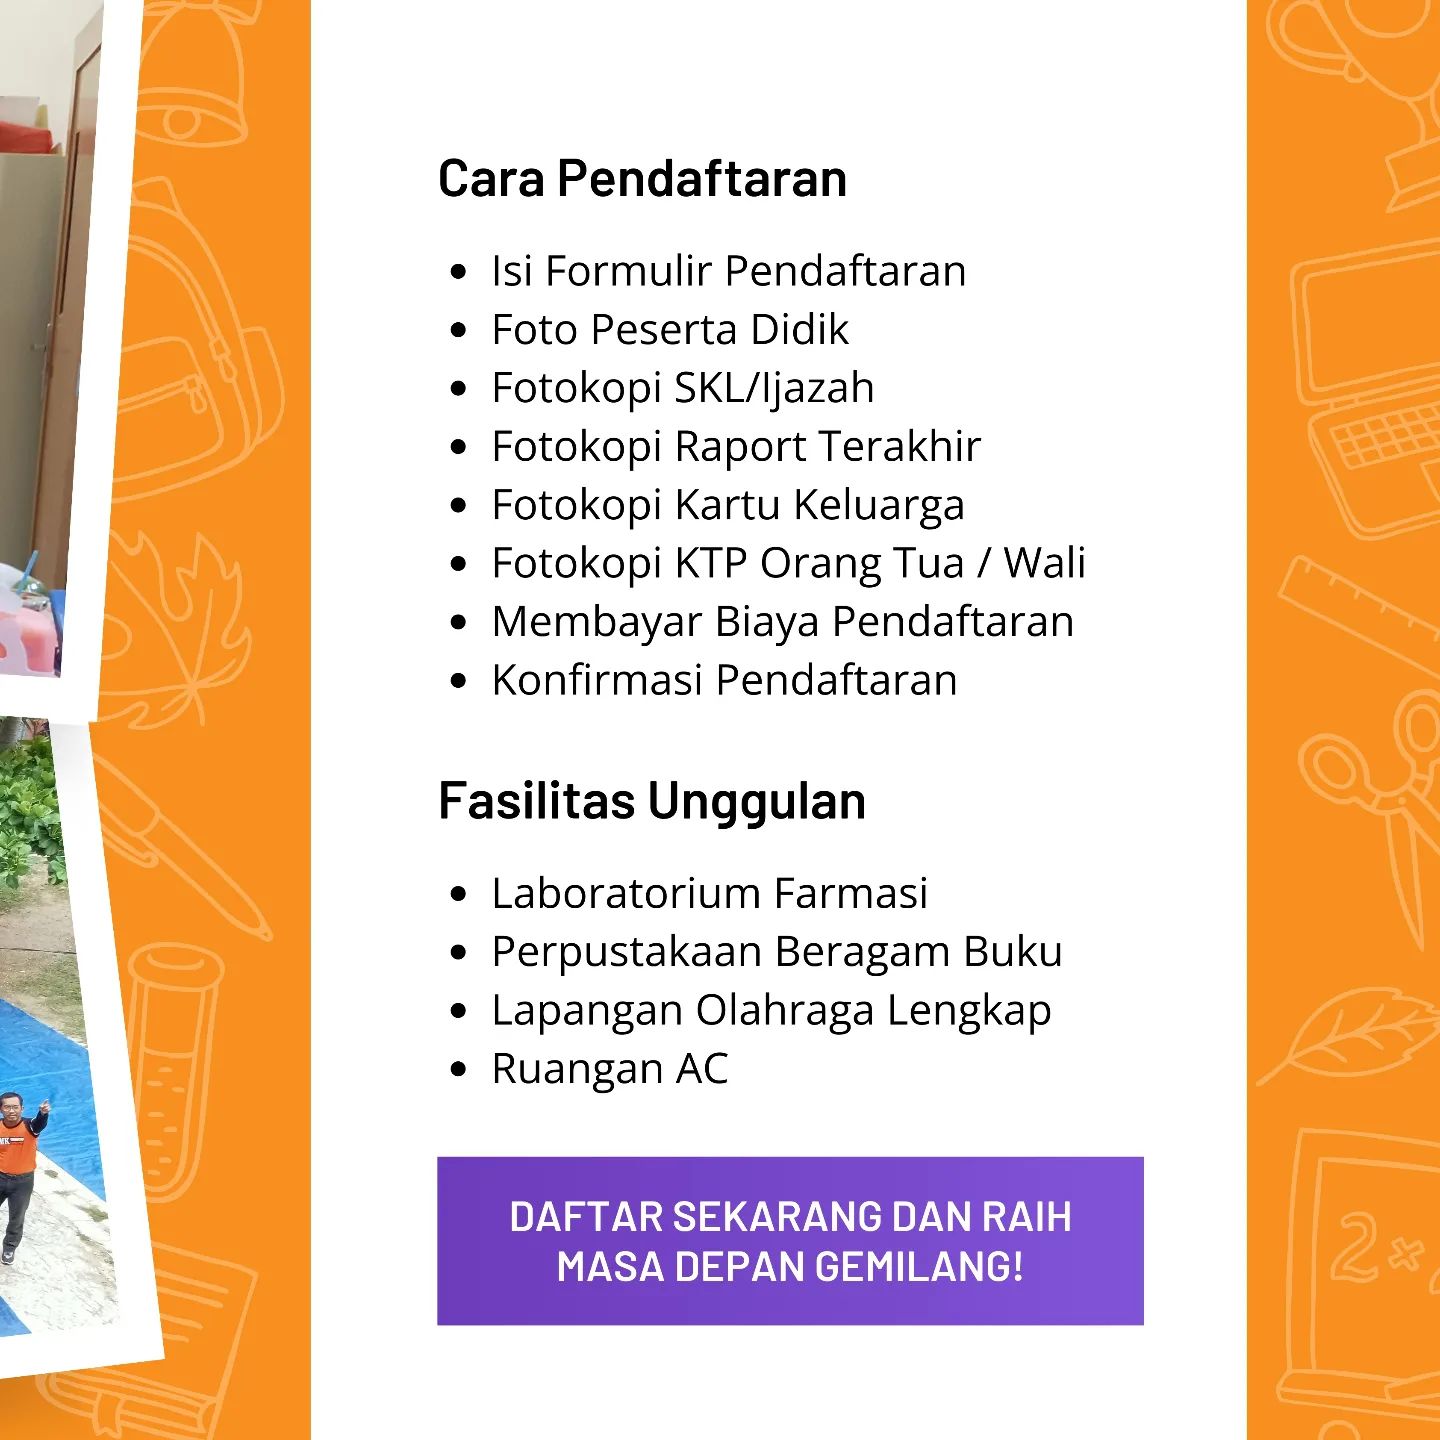 Cara Pendaftaran
• Isi Formulir Pendaftaran
• Foto Peserta Didik
• Fotokopi SKL/Ijazah
• Fotokopi Raport Terakhir
• Fotokopi Kartu Keluarga
• Fotokopi KTP Orang Tua / Wali
• Membayar Biaya Pendaftaran
• Konfirmasi Pendaftaran
Fasilitas Unggulan
• Laboratorium Farmasi
• Perpustakaan Beragam Buku
• Lapangan Olahraga Lengkap
• Ruangan AC
DAFTAR SEKARANG DAN RAIH
MASA DEPAN GEMILANG!